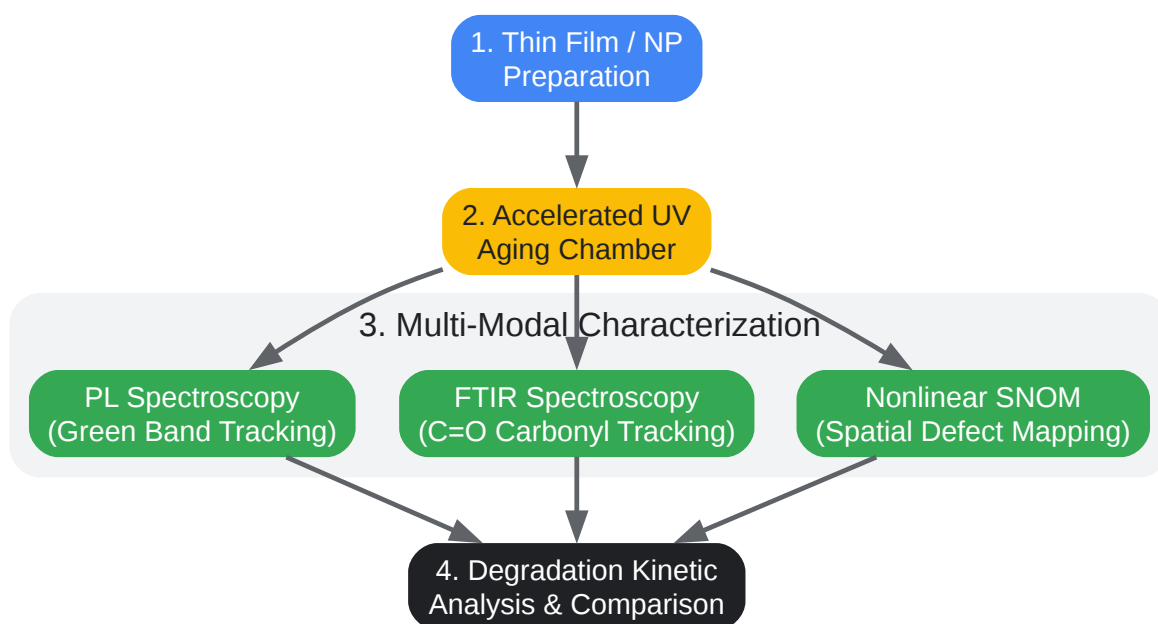 1. Thin Film / NP
Preparation
2. Accelerated UV
Aging Chamber
3. Multi-Modal Characterization
PL Spectroscopy
(Green Band Tracking)
FTIR Spectroscopy
(C=O Carbonyl Tracking)
Nonlinear SNOM
(Spatial Defect Mapping)
4. Degradation Kinetic
Analysis & Comparison